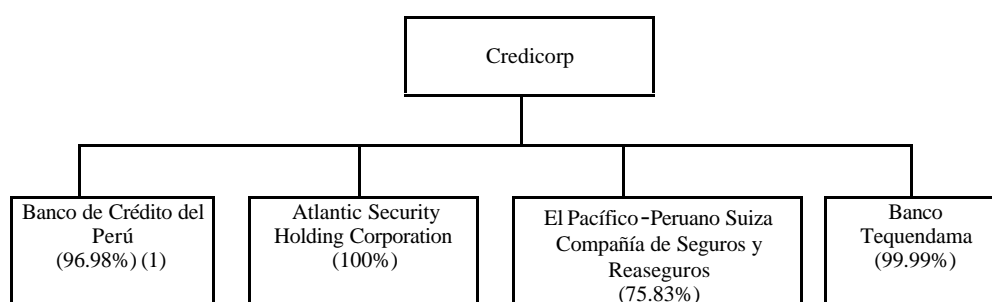 Credicorp
Banco de Crédito del
Perú
(96.98%) (1)
Atlantic Security
Holding Corporation
(100%)
El Pacífico-Peruano Suiza
Compañía de Seguros y
Reaseguros
(75.83%)
Banco
Tequendama
(99.99%)